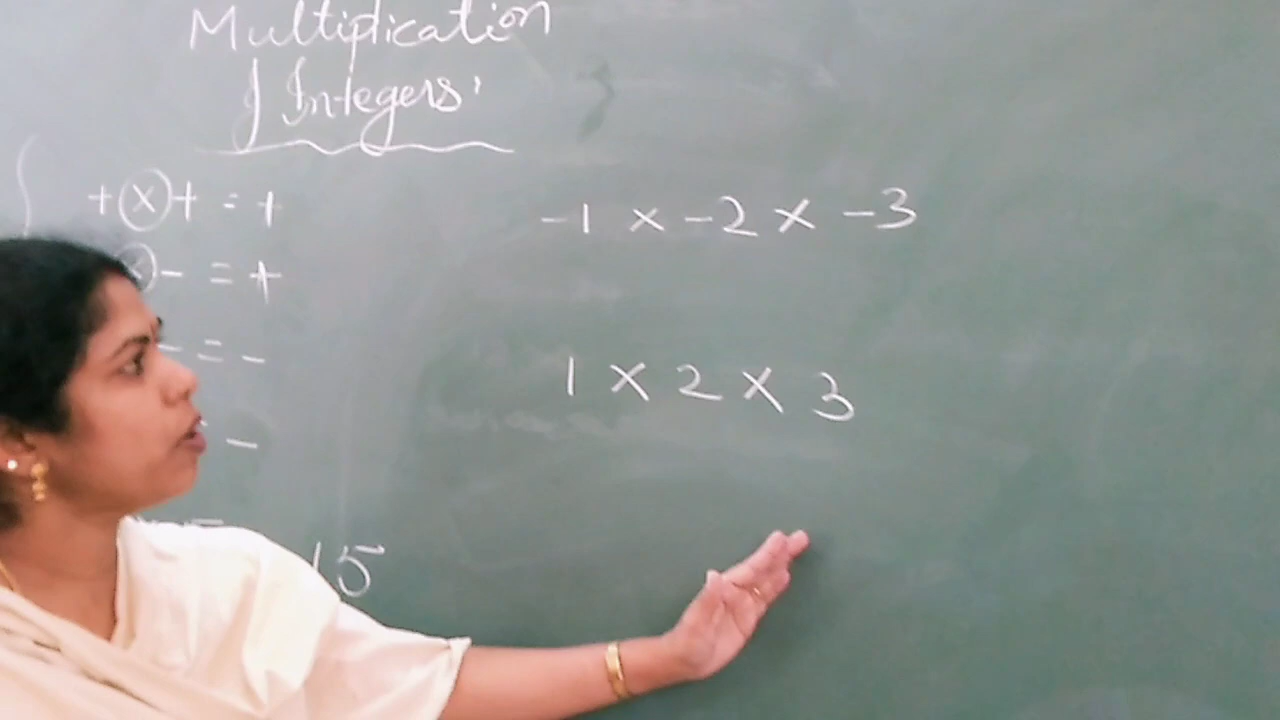 Multiplication
of Integers'
+ⓧ+ = +
ⓧ- = +
- = -
-
15
-1 × -2 × -3
1 × 2 × 3